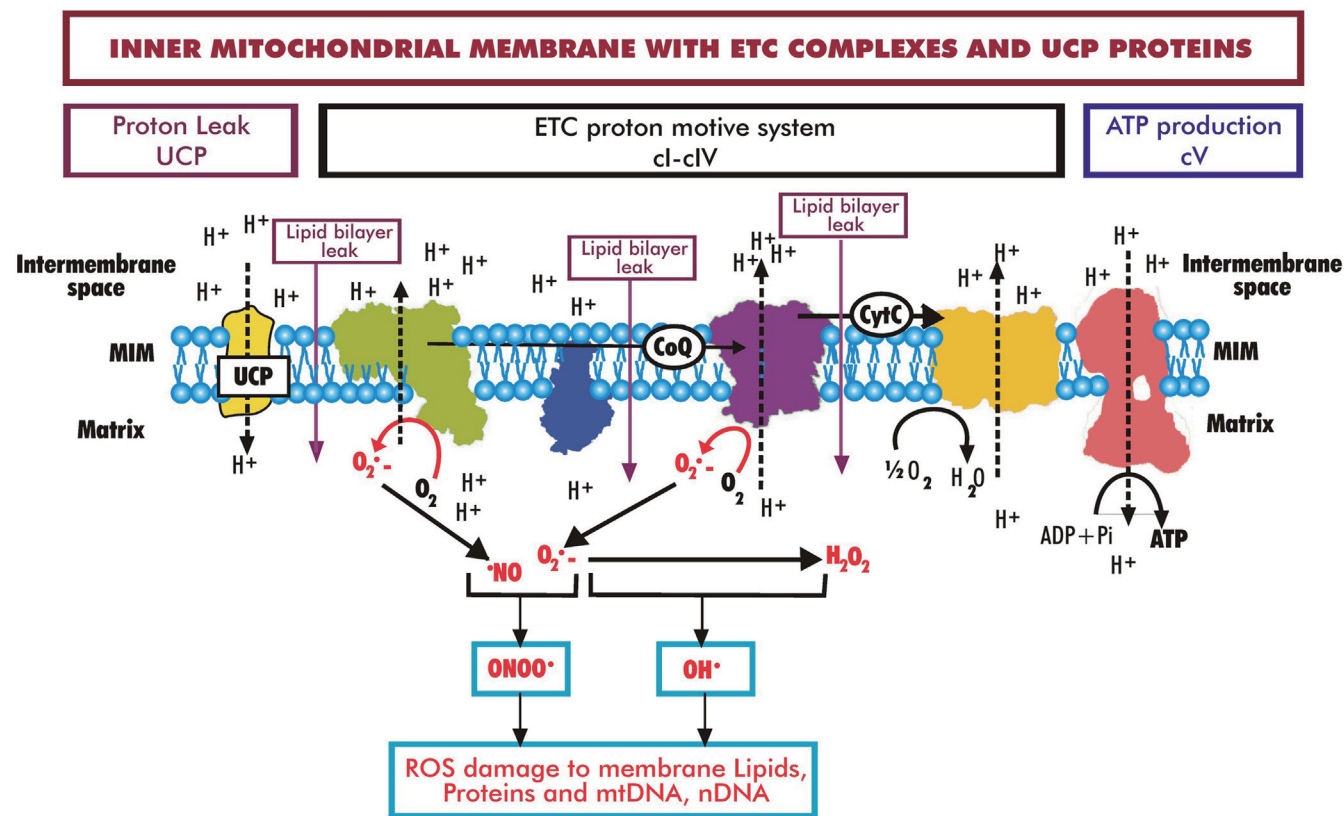 INNER MITOCHONDRIAL MEMBRANE WITH ETC COMPLEXES AND UCP PROTEINS
Proton Leak
UCP
ETC proton motive system
cI-cIV
ATP production
cV
H+
H+
Lipid bilayer
leak
H+
H+
H+
H+
H+
H+
Lipid bilayer
leak
H+
H+
H+
H+
H+
Lipid bilayer
leak
H+
H+
H+
H+
H+
H+
Intermembrane
space
Intermembrane
space
MIM
UCP
CoQ
CytC
MIM
Matrix
Matrix
H+
O₂•-
O₂
H+
H+
H+
O₂•-
O₂
H+
½O₂
H₂O
H+
ADP+Pi
ATP
H+
•NO
O₂•-
H₂O₂
ONOO•
OH•
ROS damage to membrane Lipids,
Proteins and mtDNA, nDNA